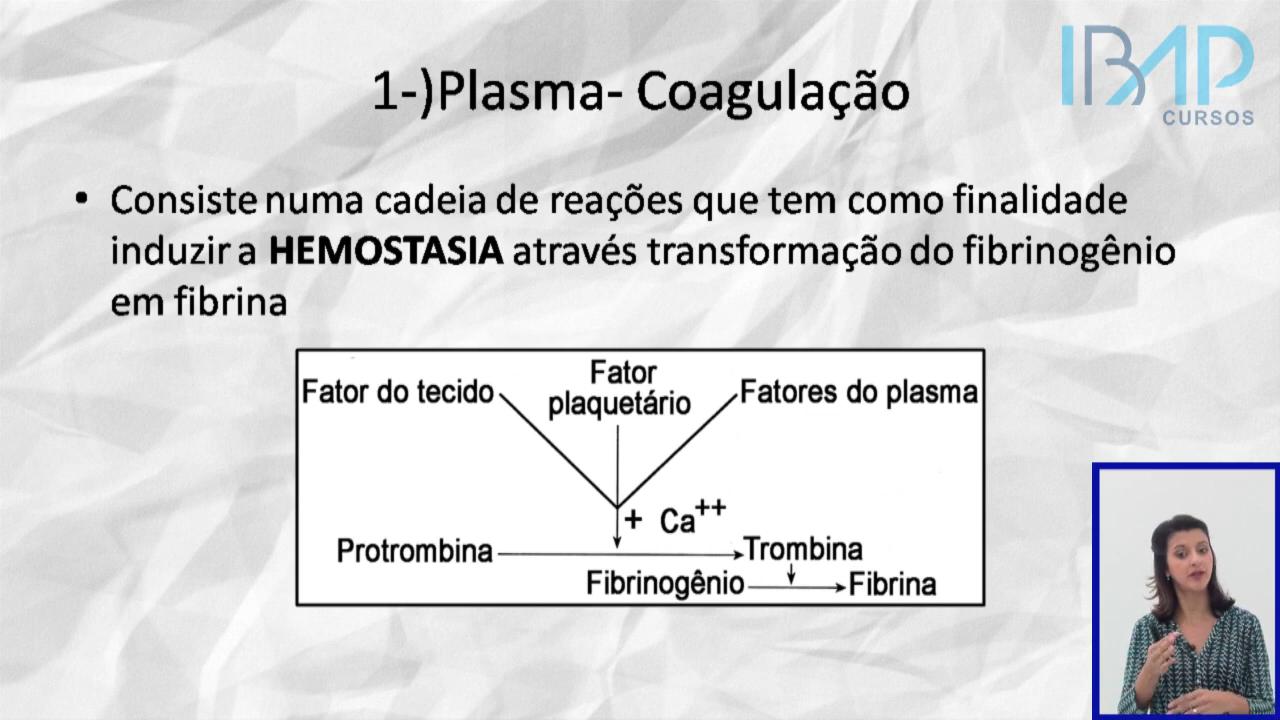 IBAP
CURSOS
1-)Plasma- Coagulação
• Consiste numa cadeia de reações que tem como finalidade
induzir a HEMOSTASIA através transformação do fibrinogênio
em fibrina
Fator do tecido
Fator
plaquetário
Fatores do plasma
+ Ca++
Protrombina
Trombina
Fibrinogênio
Fibrina